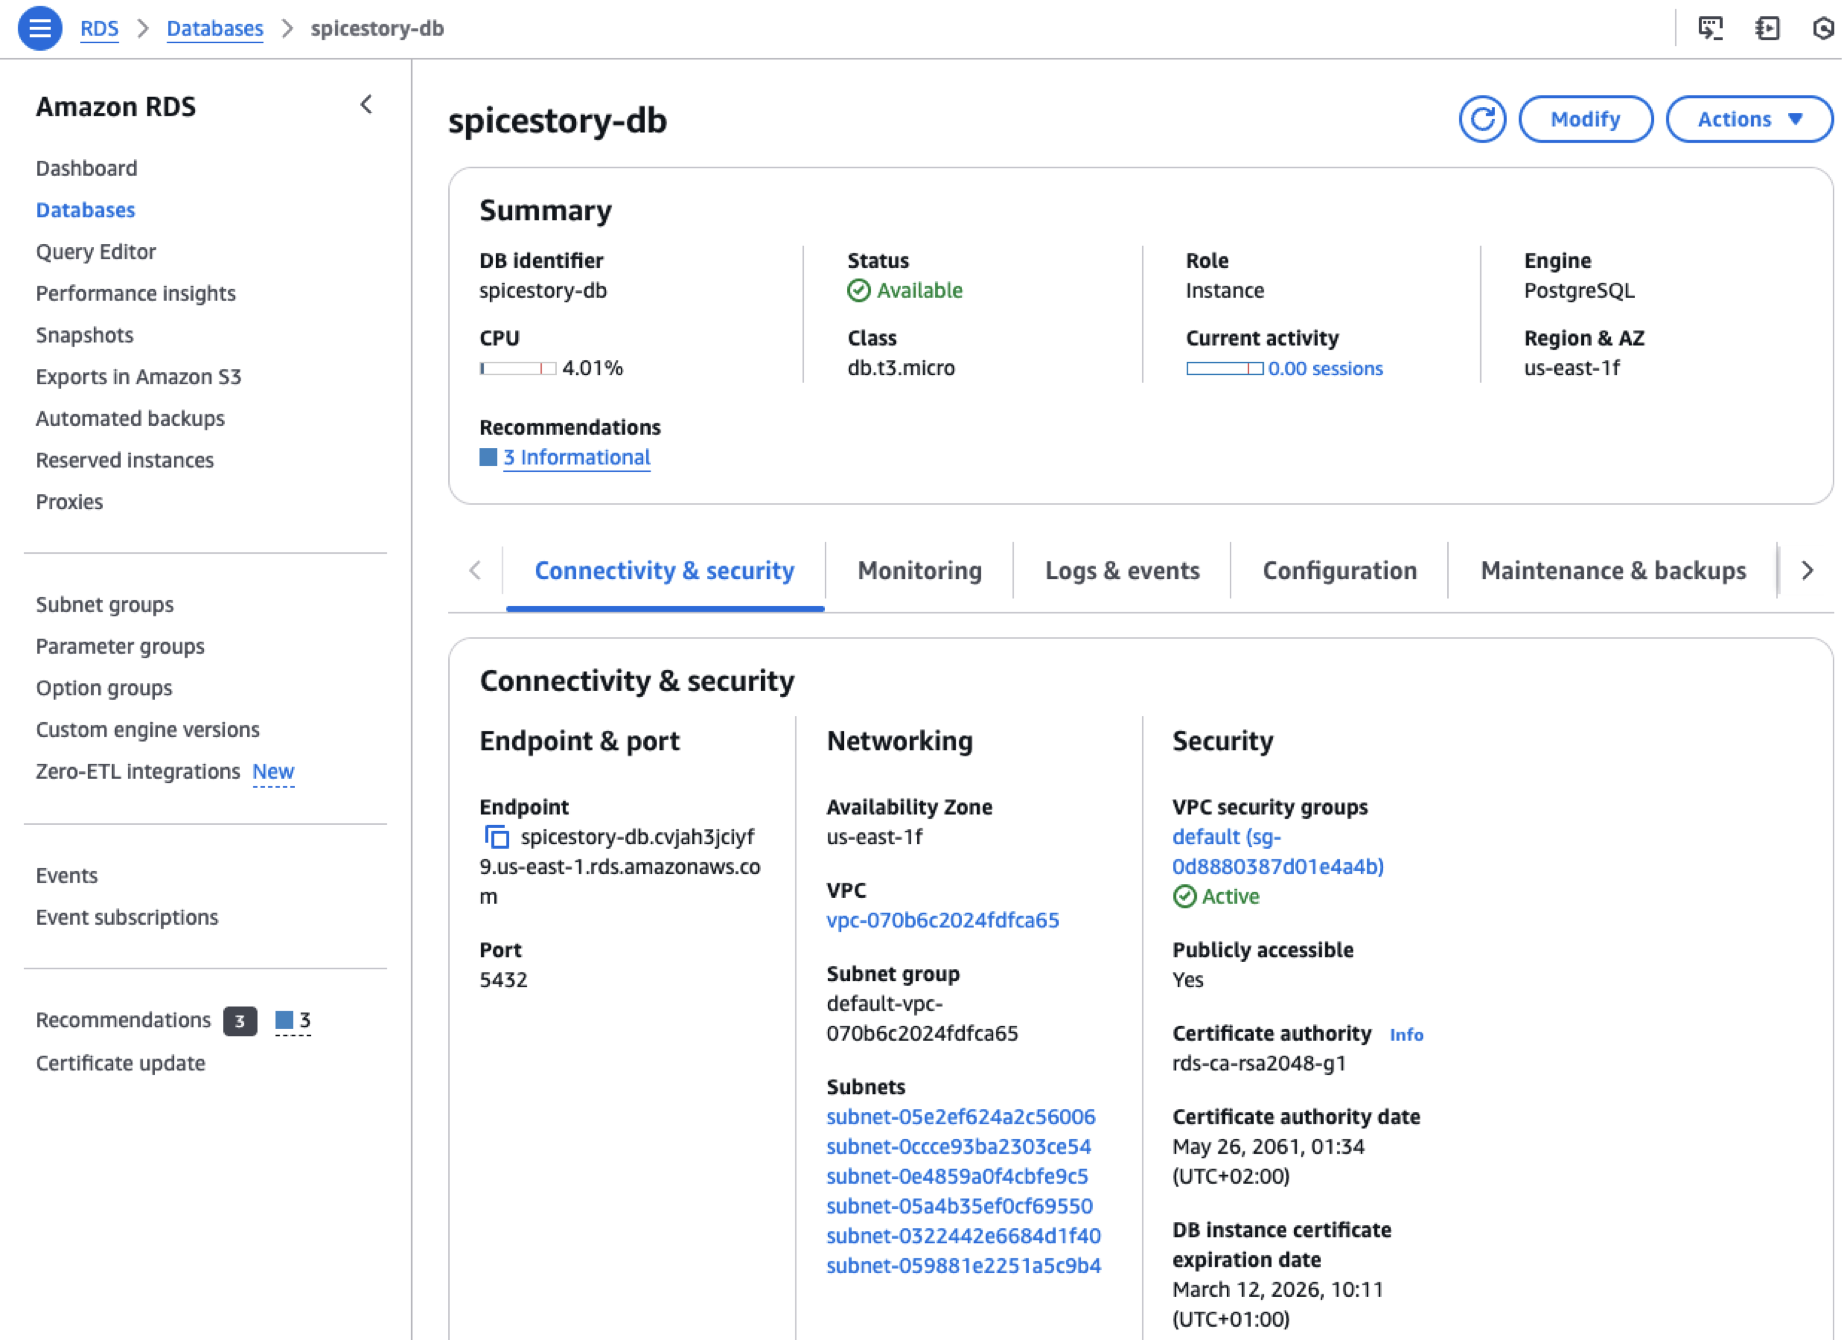 RDS > Databases > spicestory-db
Amazon RDS
Dashboard
Databases
Query Editor
Performance insights
Snapshots
Exports in Amazon S3
Automated backups
Reserved instances
Proxies
Subnet groups
Parameter groups
Option groups
Custom engine versions
Zero-ETL integrations New
Events
Event subscriptions
Recommendations 3 3
Certificate update
spicestory-db
Modify
Actions
Summary
DB identifier
spicestory-db
Status
Available
Role
Instance
Engine
PostgreSQL
CPU
4.01%
Class
db.t3.micro
Current activity
0.00 sessions
Region & AZ
us-east-1f
Recommendations
3 Informational
Connectivity & security
Monitoring
Logs & events
Configuration
Maintenance & backups
Connectivity & security
Endpoint & port
Endpoint
spicestory-db.cvjah3jciyf
9.us-east-1.rds.amazonaws.co
m
Port
5432
Networking
Availability Zone
us-east-1f
VPC
vpc-070b6c2024fdfca65
Subnet group
default-vpc-
070b6c2024fdfca65
Subnets
subnet-05e2ef624a2c56006
subnet-0ccce93ba2303ce54
subnet-0e4859a0f4cbfe9c5
subnet-05a4b35ef0cf69550
subnet-0322442e6684d1f40
subnet-059881e2251a5c9b4
Security
VPC security groups
default (sg-
0d8880387d01e4a4b)
Active
Publicly accessible
Yes
Certificate authority Info
rds-ca-rsa2048-g1
Certificate authority date
May 26, 2061, 01:34
(UTC+02:00)
DB instance certificate
expiration date
March 12, 2026, 10:11
(UTC+01:00)